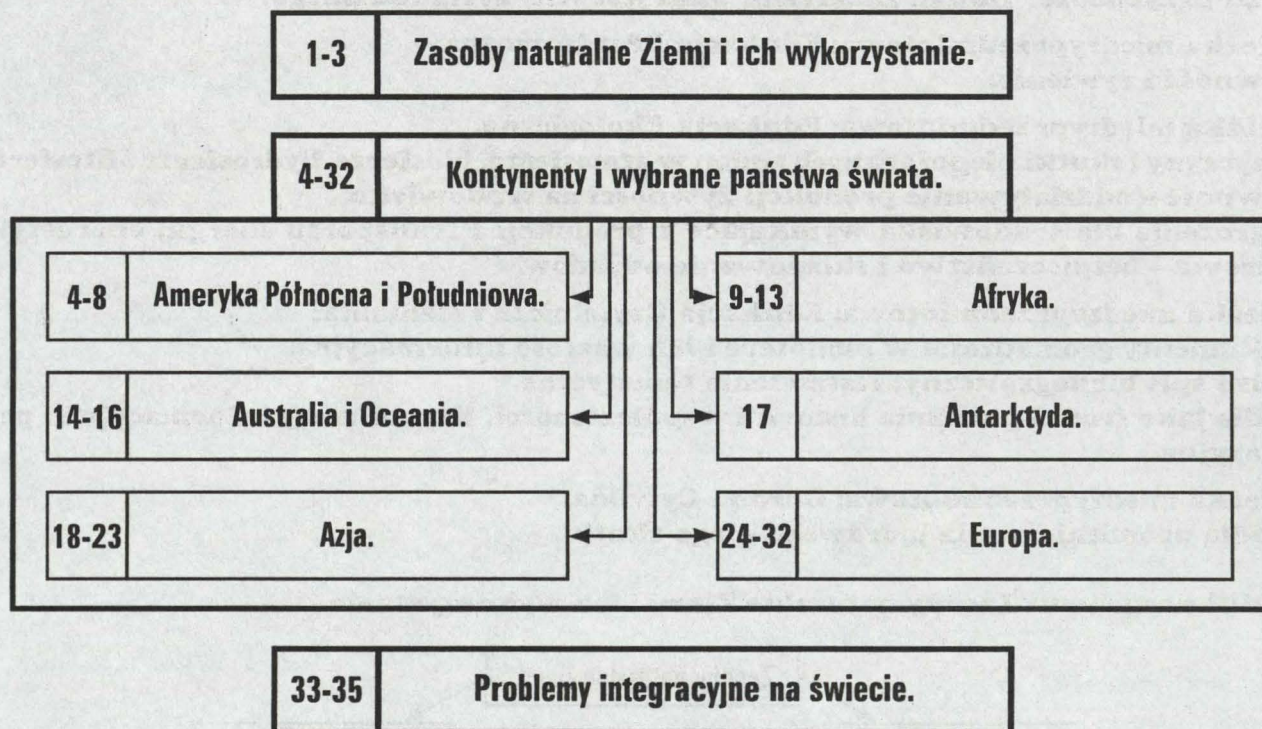 1-3 Zasoby naturalne Ziemi i ich wykorzystanie.
4-32 Kontynenty i wybrane państwa świata.
4-8 Ameryka Północna i Południowa.
9-13 Afryka.
14-16 Australia i Oceania.
17 Antarktyda.
18-23 Azja.
24-32 Europa.
33-35 Problemy integracyjne na świecie.